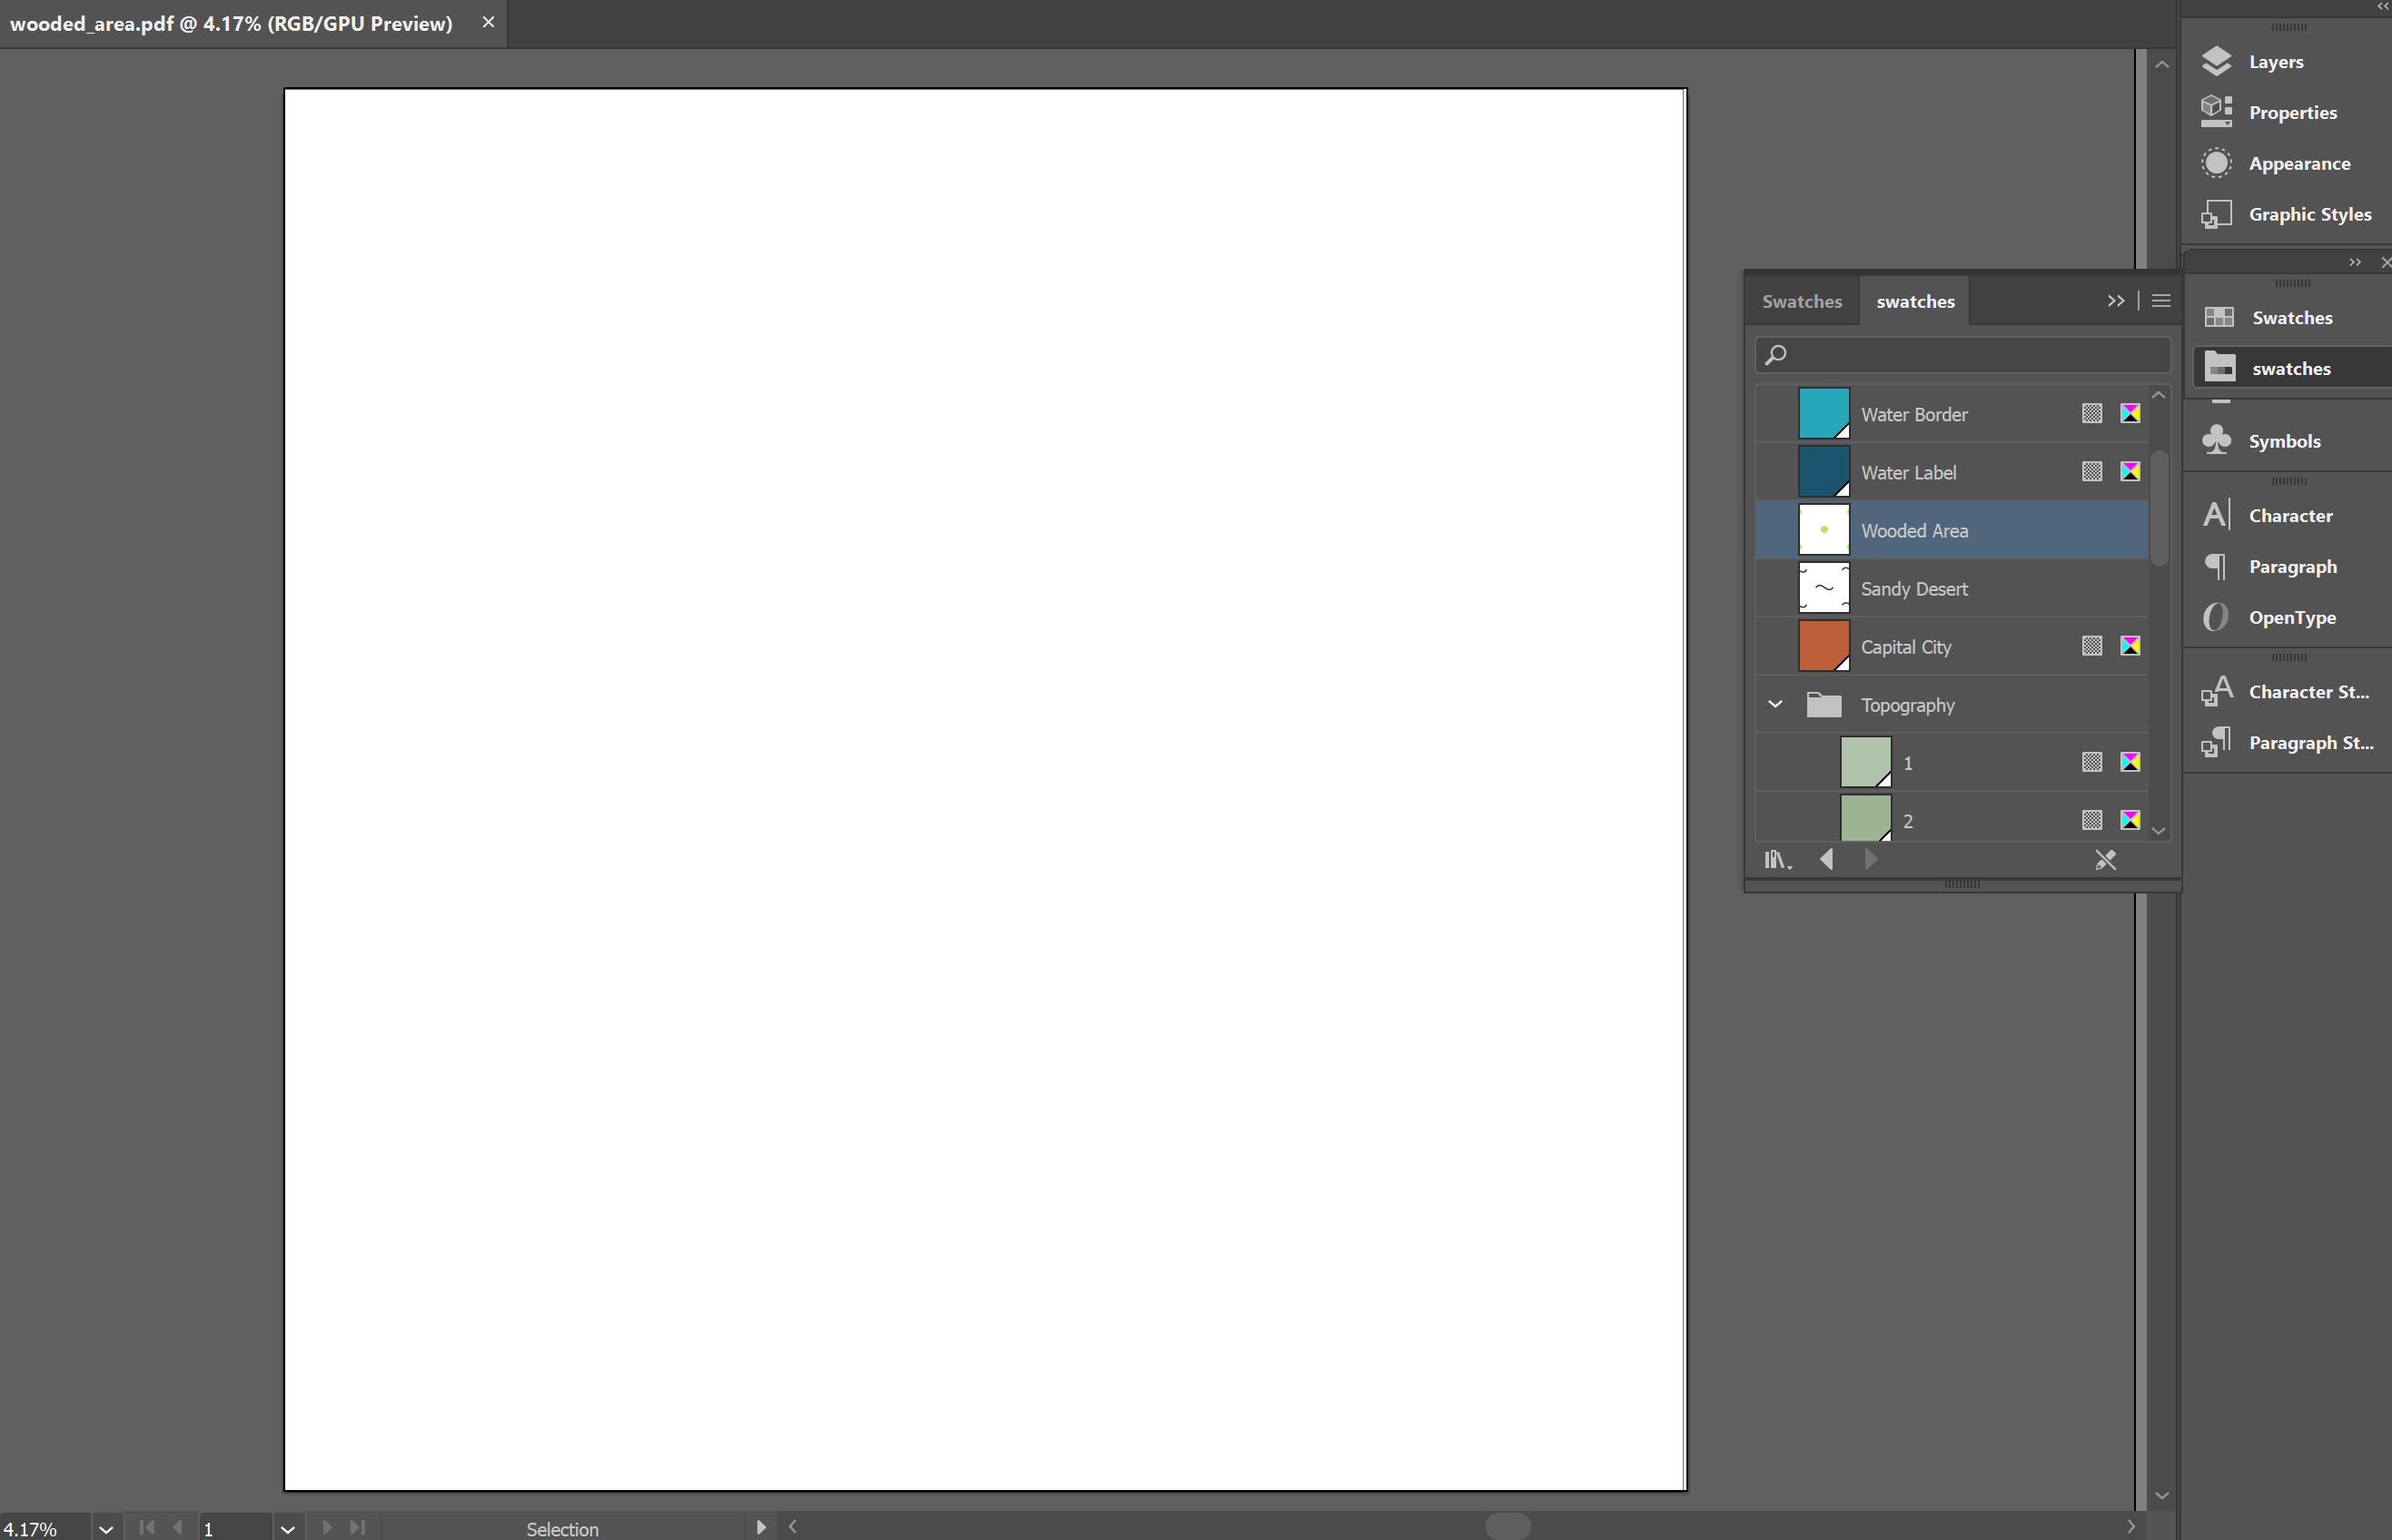 wooded_area.pdf @ 4.17% (RGB/GPU Preview)
Layers
Properties
Appearance
Graphic Styles
Swatches
swatches
Symbols
Character
Paragraph
OpenType
Character St...
Paragraph St...
Swatches swatches
Water Border
Water Label
Wooded Area
Sandy Desert
Capital City
Topography
1
2
4.17% 1 Selection